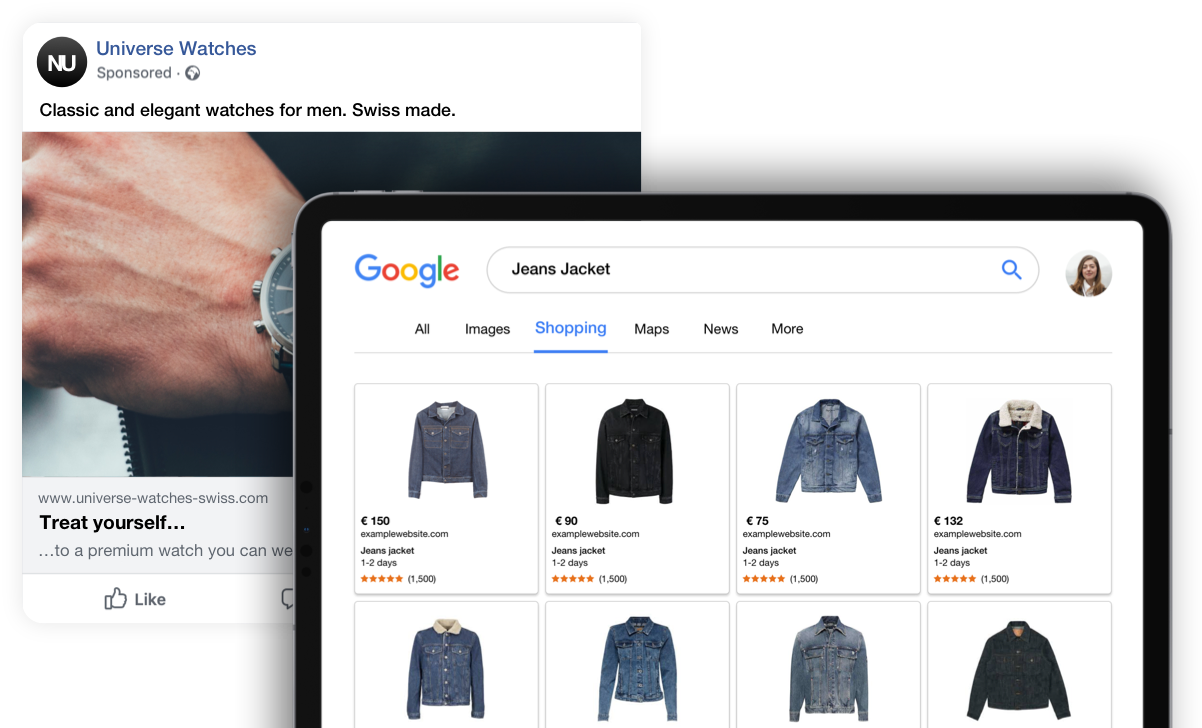 NU
Universe Watches
Sponsored ·
Classic and elegant watches for men. Swiss made.
www.universe-watches-swiss.com
Treat yourself...
...to a premium watch you can we
Like
Google
Jeans Jacket
All Images Shopping Maps News More
€ 150 € 90 € 75 € 132
examplewebsite.com examplewebsite.com examplewebsite.com examplewebsite.com
Jeans jacket Jeans jacket Jeans jacket Jeans jacket
1-2 days 1-2 days 1-2 days 1-2 days
★★★★★ (1,500) ★★★★★ (1,500) ★★★★★ (1,500) ★★★★★ (1,500)